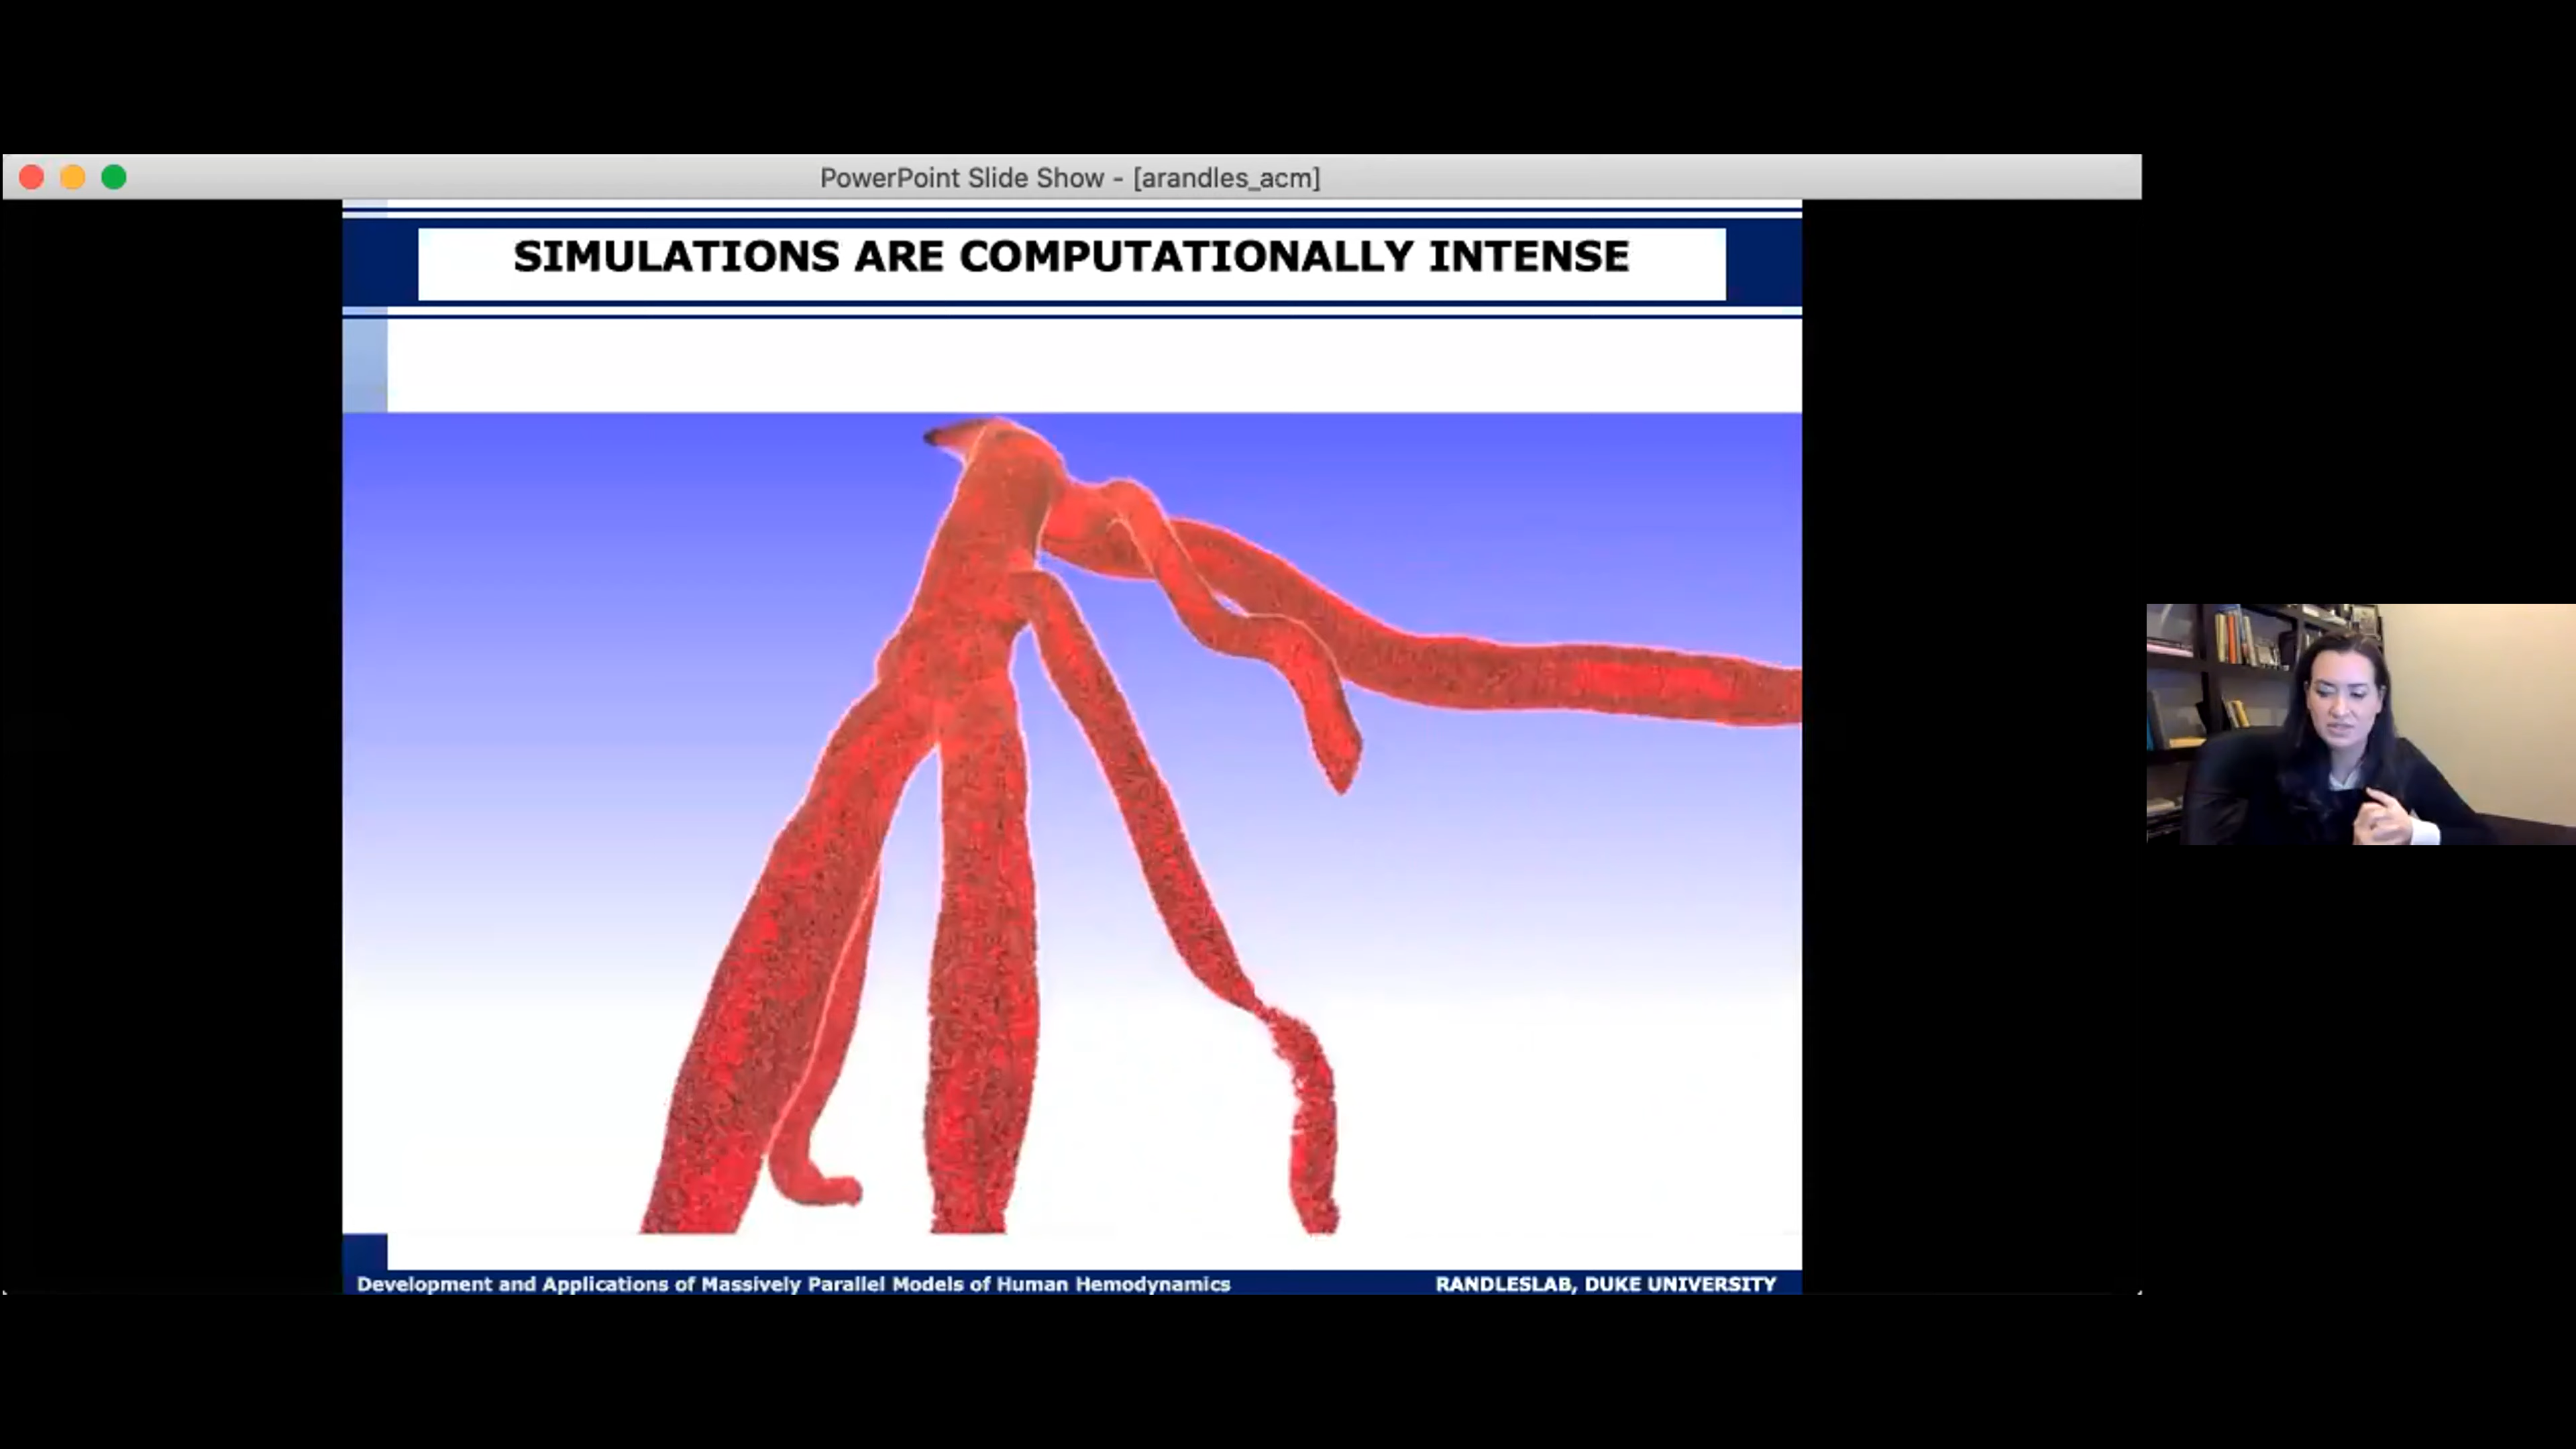 PowerPoint Slide Show - [arandles_acm]
SIMULATIONS ARE COMPUTATIONALLY INTENSE
Development and Applications of Massively Parallel Models of Human Hemodynamics
RANDLESLAB, DUKE UNIVERSITY